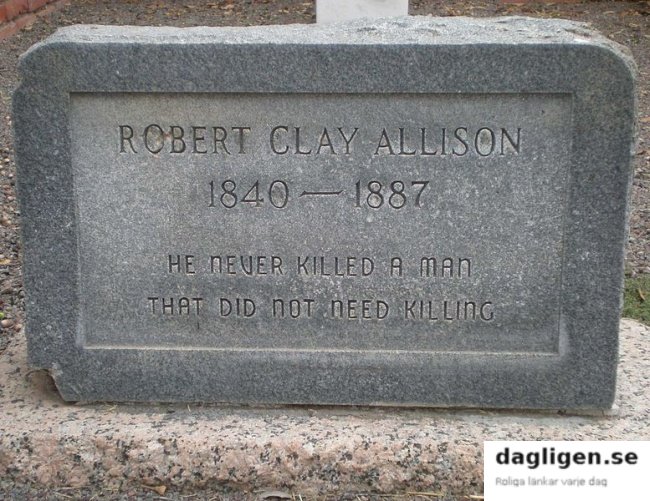 ROBERT CLAY ALLISON
1840 — 1887
HE NEVER KILLED A MAN
THAT DID NOT NEED KILLING
dagligen.se
Roliga länkar varje dag